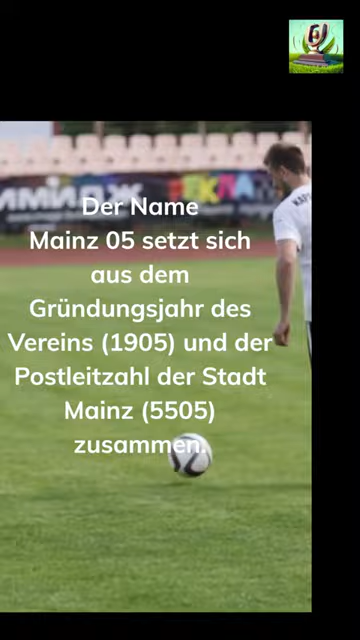 ИМИДЖ
Der Name
Mainz 05 setzt sich
aus dem
Gründungsjahr des
Vereins (1905) und der
Postleitzahl der Stadt
Mainz (5505)
zusammen.